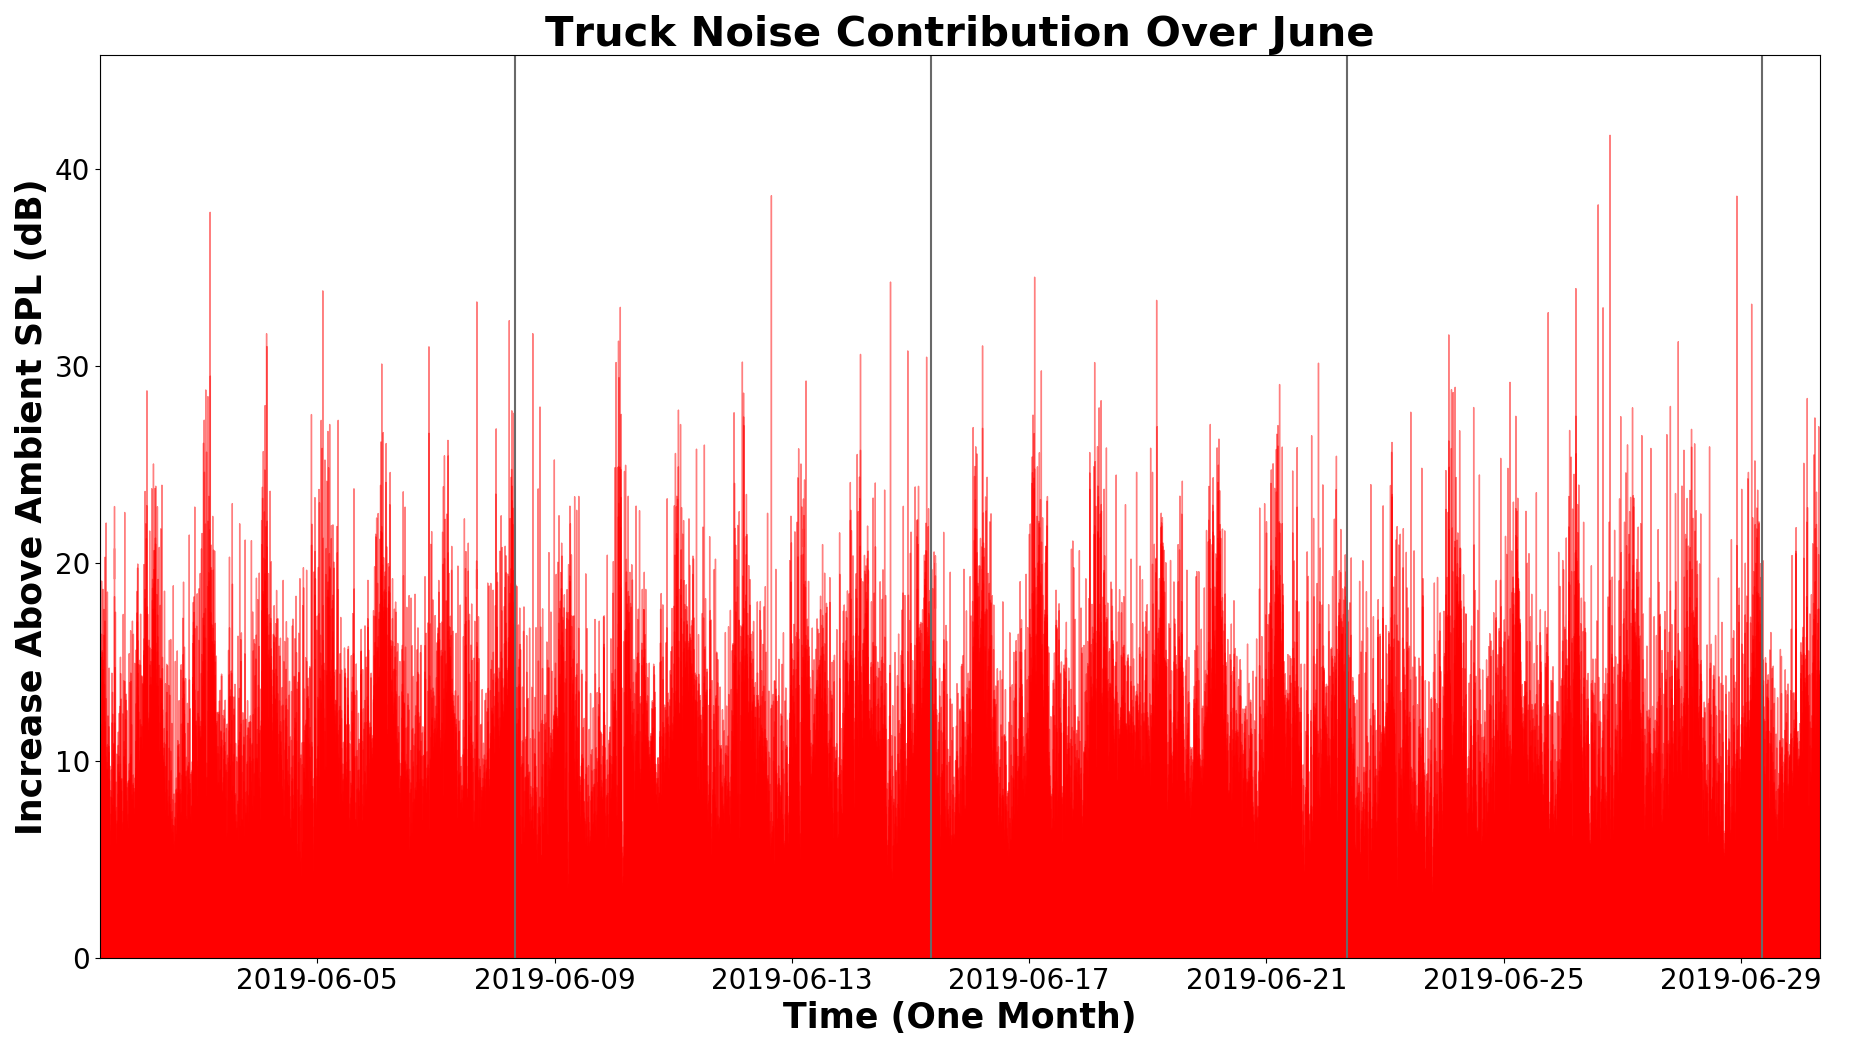 Truck Noise Contribution Over June
Increase Above Ambient SPL (dB)
40
30
20
10
0
2019-06-05 2019-06-09 2019-06-13 2019-06-17 2019-06-21 2019-06-25 2019-06-29
Time (One Month)